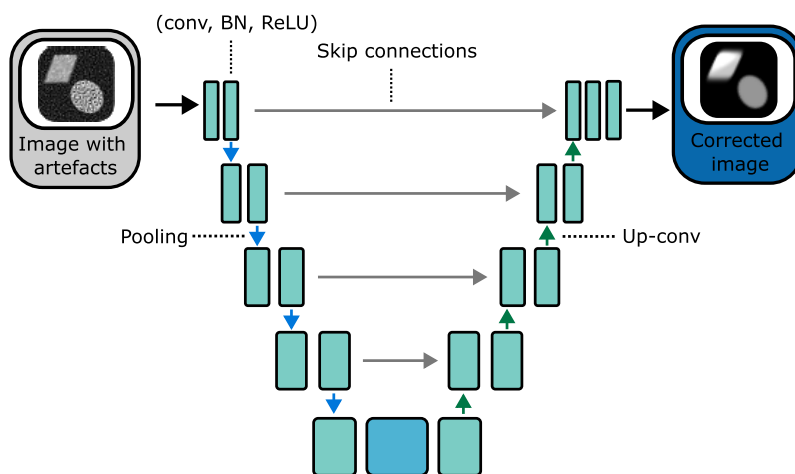 (conv, BN, ReLU)
Skip connections
Image with
artefacts
Corrected
image
Pooling
Up-conv